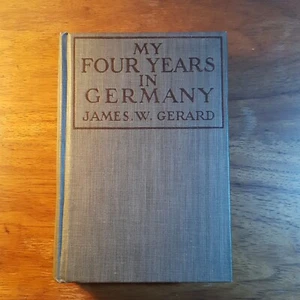 MY
FOUR YEARS
IN
GERMANY
JAMES. W. GERARD